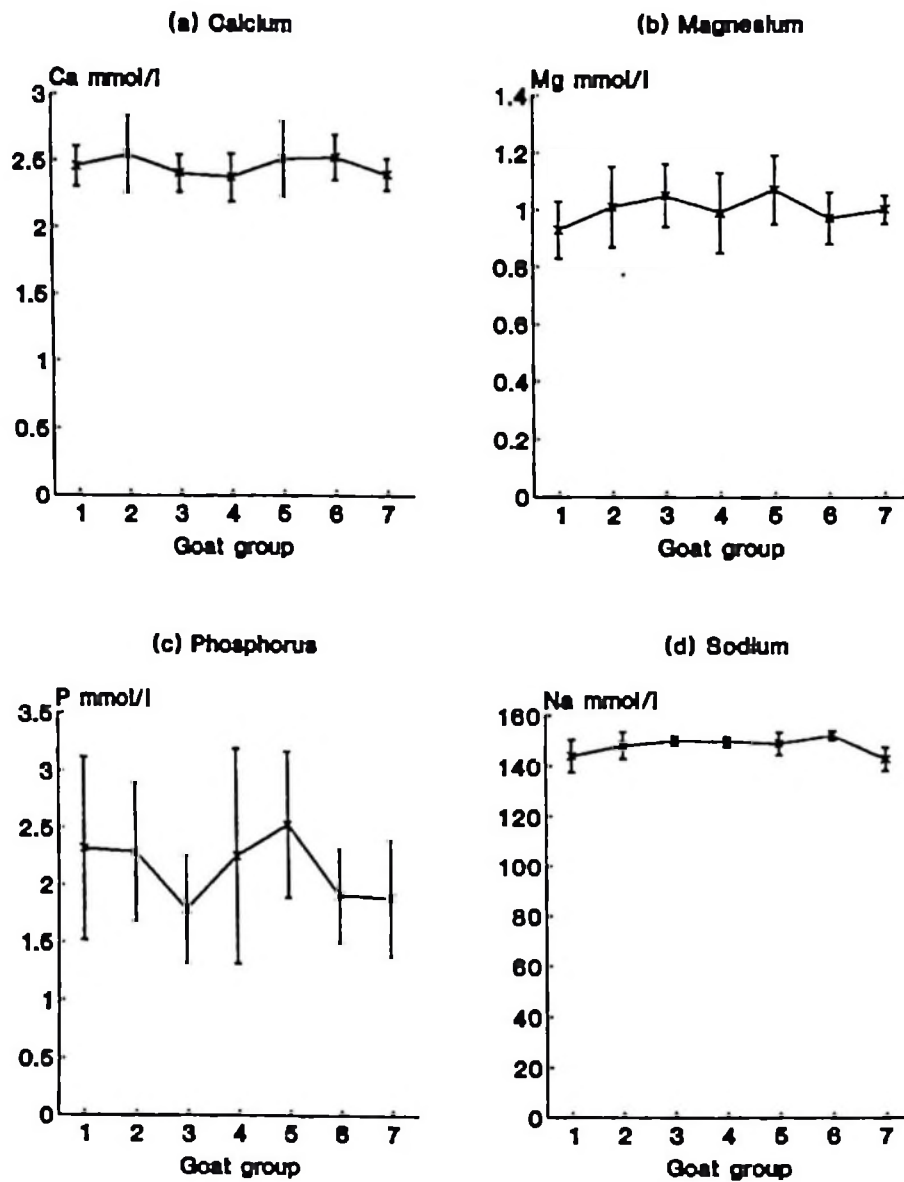 (a) Calcium
Ca mmol/l
3
2.5
2
1.5
1
0.5
0
1 2 3 4 5 6 7
Goat group
(b) Magnesium
Mg mmol/l
1.4
1.2
1
0.8
0.6
0.4
0.2
0
1 2 3 4 5 6 7
Goat group
(c) Phosphorus
P mmol/l
3.5
3
2.5
2
1.5
1
0.5
0
1 2 3 4 5 6 7
Goat group
(d) Sodium
Na mmol/l
160
140
120
100
80
60
40
20
0
1 2 3 4 5 6 7
Goat group